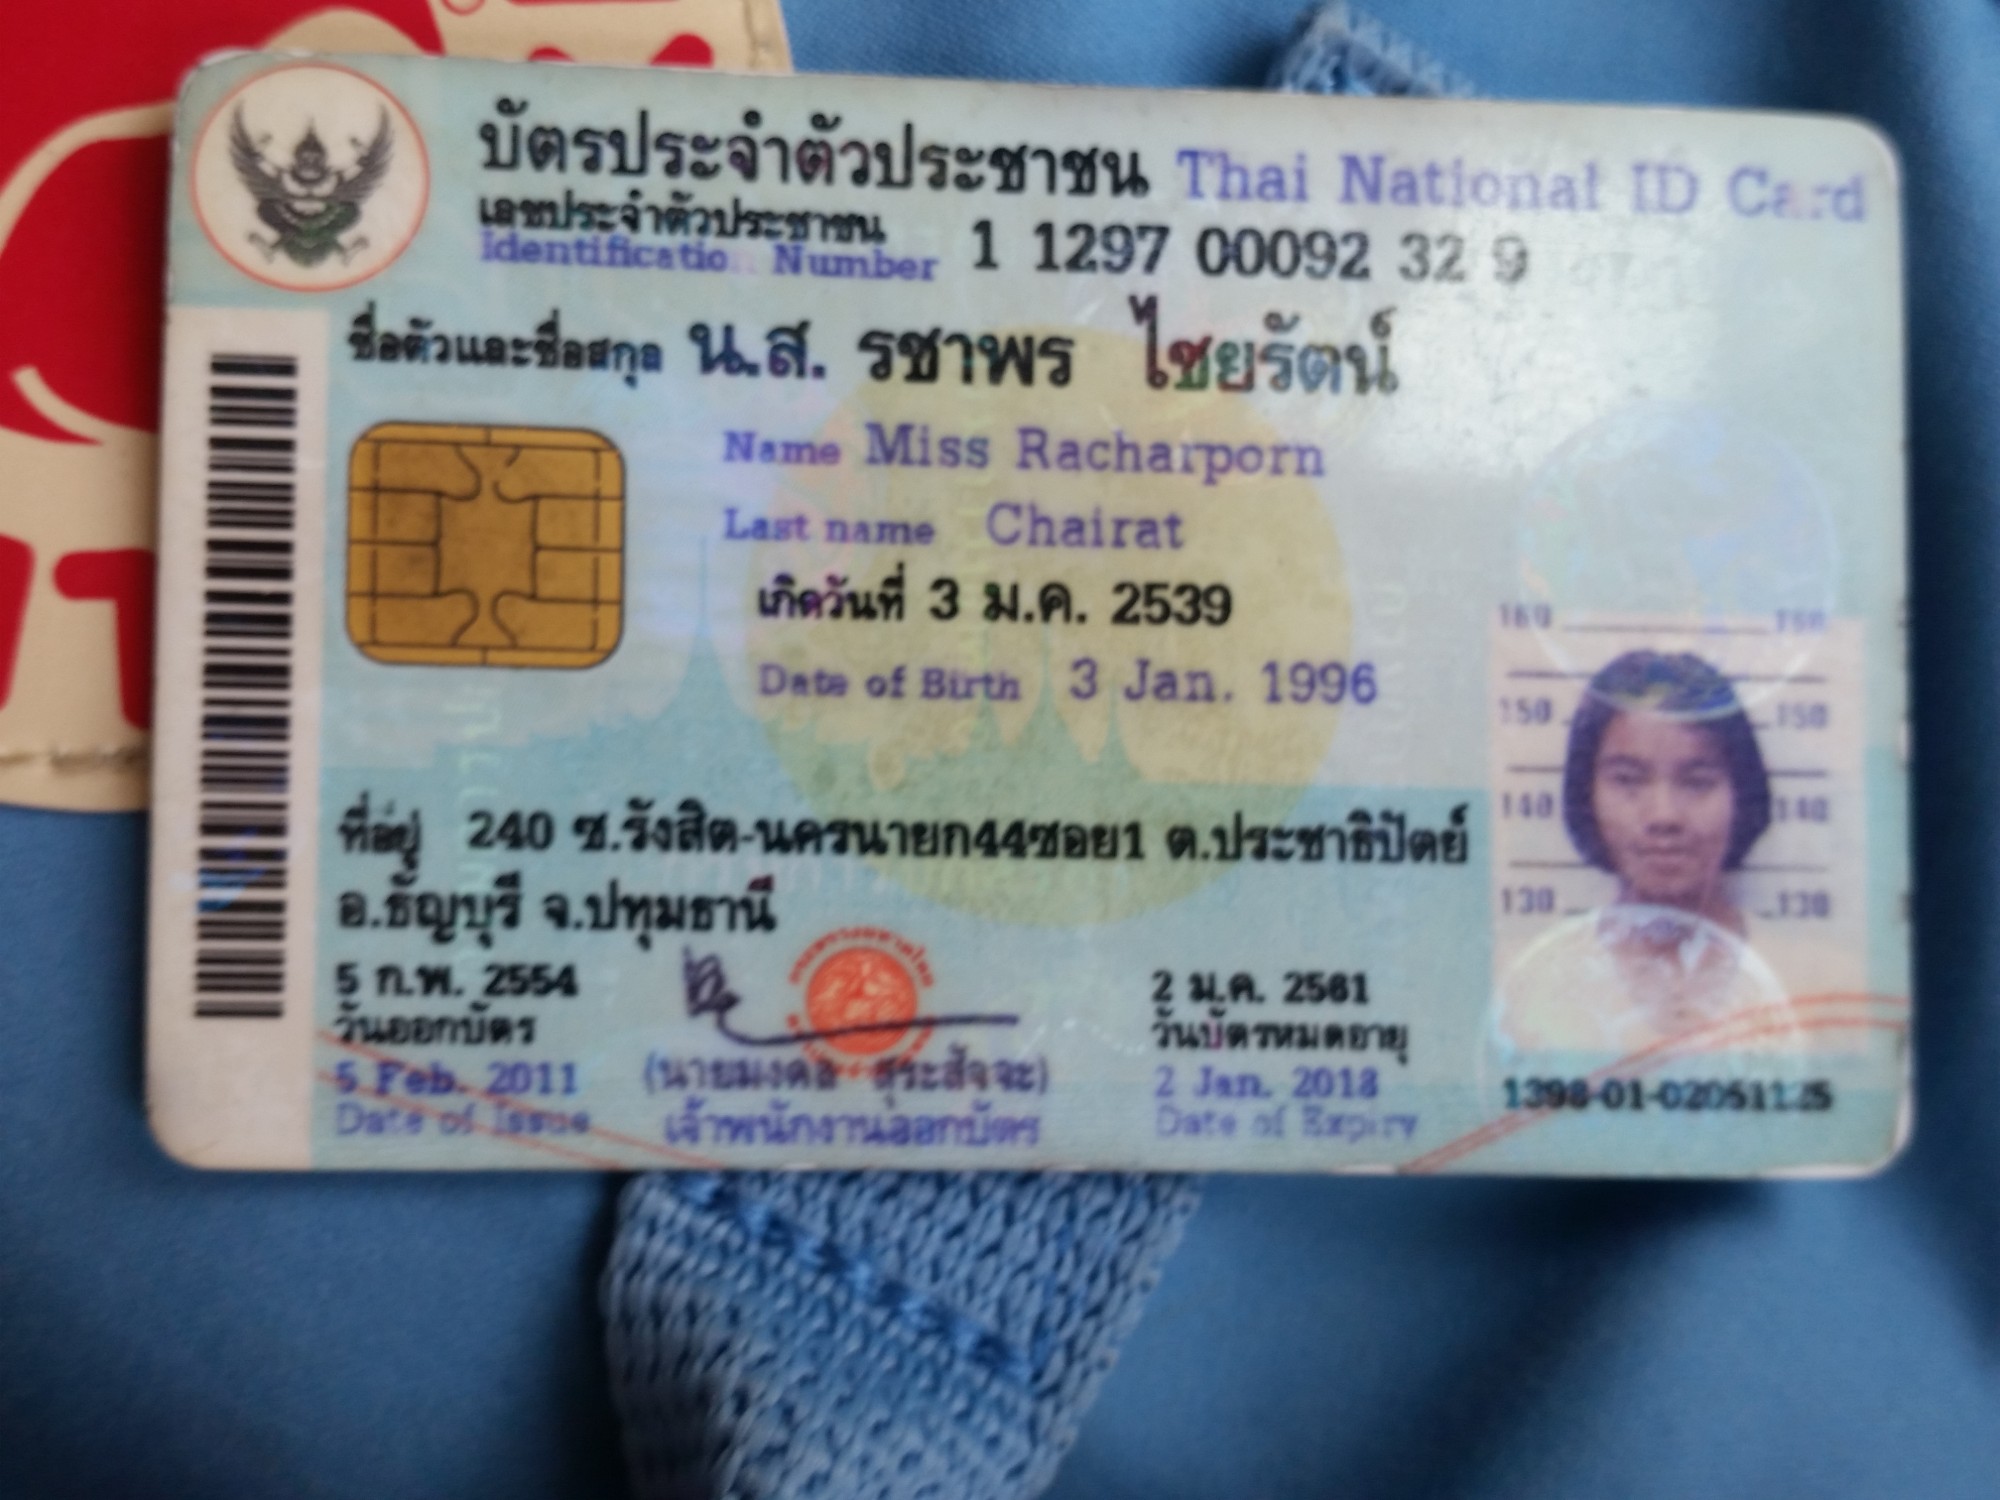 บัตรประจำตัวประชาชน Thai National ID Card
เลขประจำตัวประชาชน
Identification Number 1 1297 00092 32 9
ชื่อตัวและชื่อสกุล น.ส. รชาพร ไชยรัตน์
Name Miss Racharporn
Last name Chairat
เกิดวันที่ 3 ม.ค. 2539
Date of Birth 3 Jan. 1996
ที่อยู่ 240 ซ.รังสิต-นครนายก44ซอย1 ต.ประชาธิปัตย์
อ.ธัญบุรี จ.ปทุมธานี
160 150
150 150
140 140
130 130
5 ก.พ. 2554
วันออกบัตร
5 Feb. 2011
Date of Issue
(นายมงคล สุระสัจจะ)
เจ้าพนักงานออกบัตร
2 ม.ค. 2561
วันบัตรหมดอายุ
2 Jan. 2018
Date of Expiry